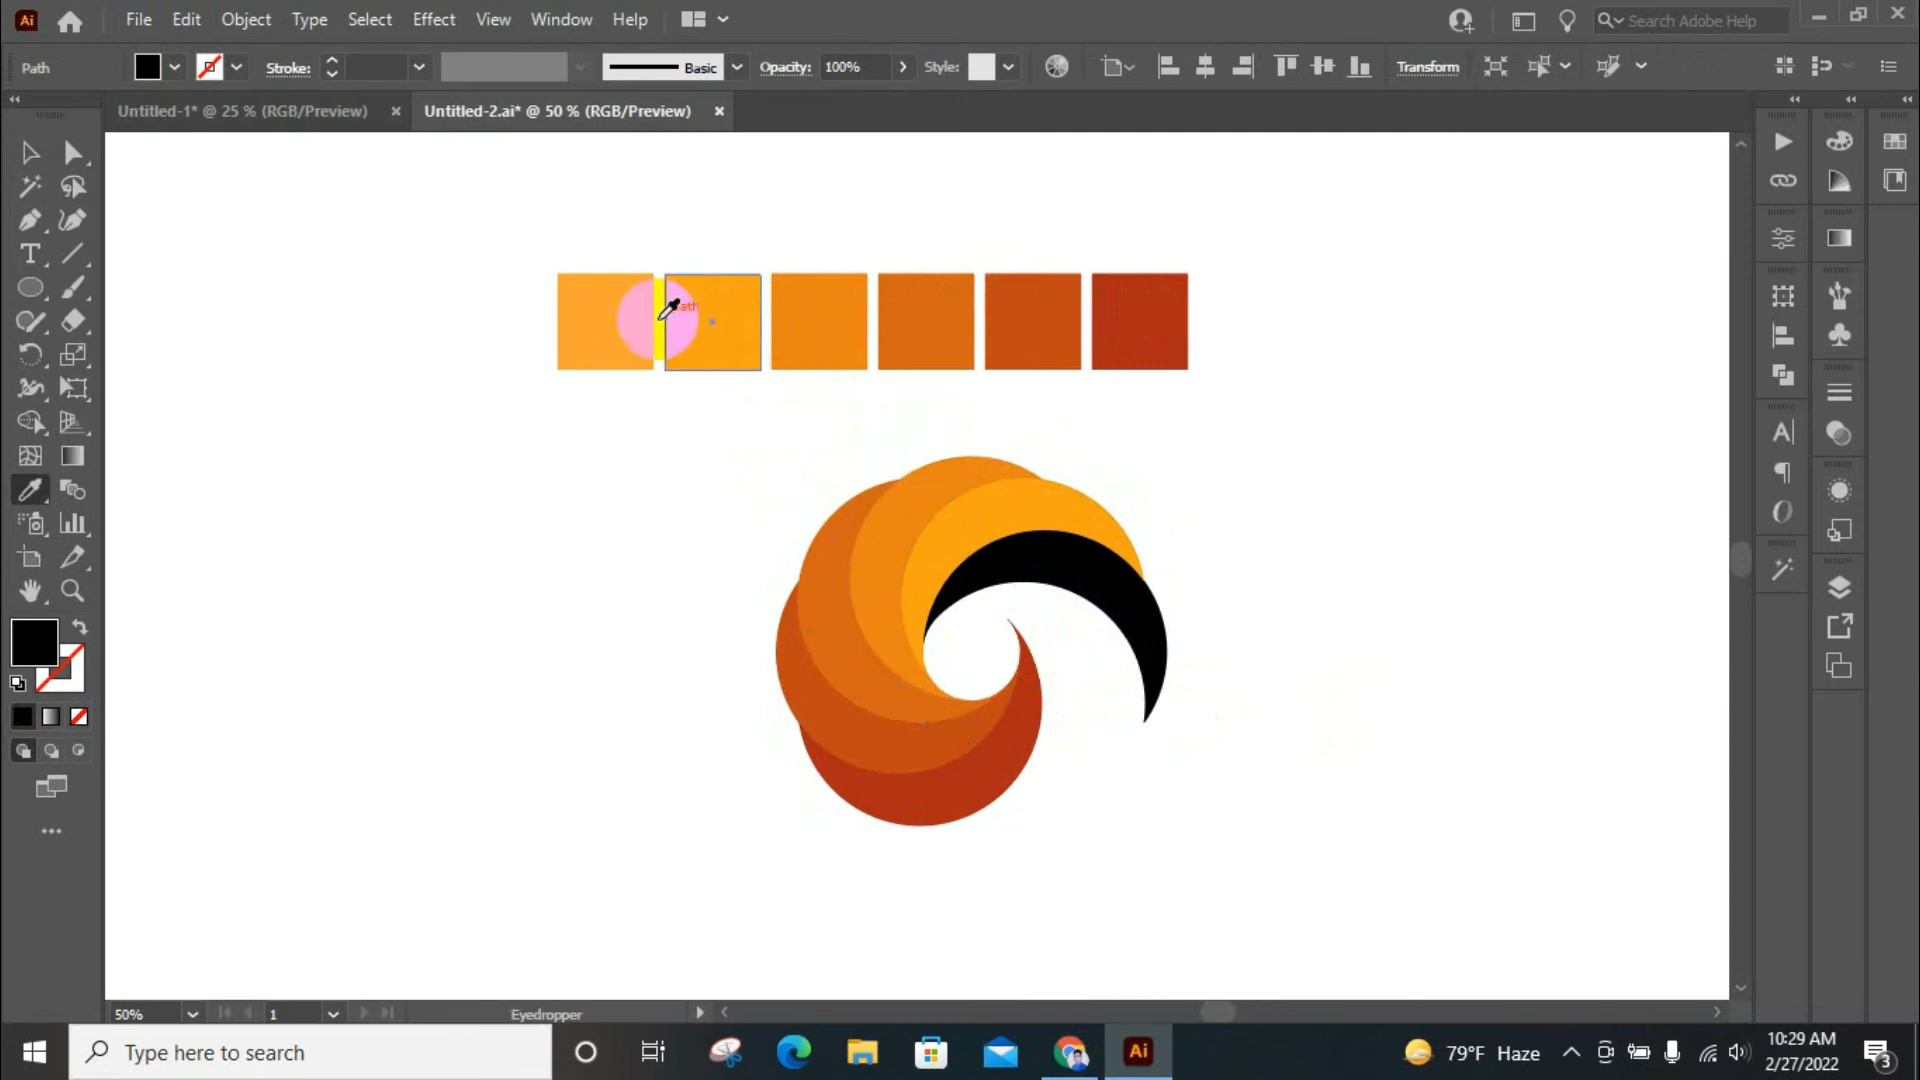 Ai File Edit Object Type Select Effect View Window Help Search Adobe Help
Path Stroke: Basic Opacity: 100% Style: Transform
Untitled-1* @ 25 % (RGB/Preview) × Untitled-2.ai* @ 50 % (RGB/Preview) ×
50% 1 Eyedropper
Type here to search Ai 79°F Haze 10:29 AM
2/27/2022
3